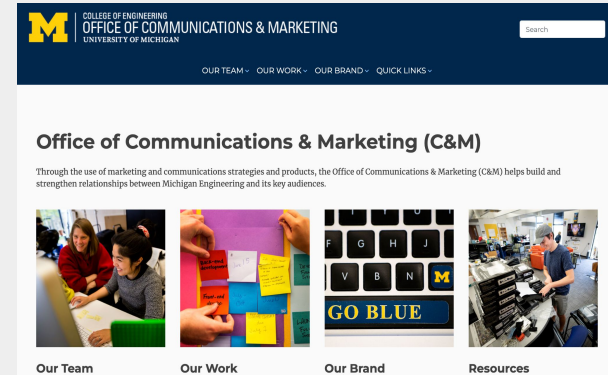 M
COLLEGE OF ENGINEERING
OFFICE OF COMMUNICATIONS & MARKETING
UNIVERSITY OF MICHIGAN
Search
OUR TEAM OUR WORK OUR BRAND QUICK LINKS
Office of Communications & Marketing (C&M)
Through the use of marketing and communications strategies and products, the Office of Communications & Marketing (C&M) helps build and
strengthen relationships between Michigan Engineering and its key audiences.
F G H J
V B N M
GO BLUE
Our Team Our Work Our Brand Resources